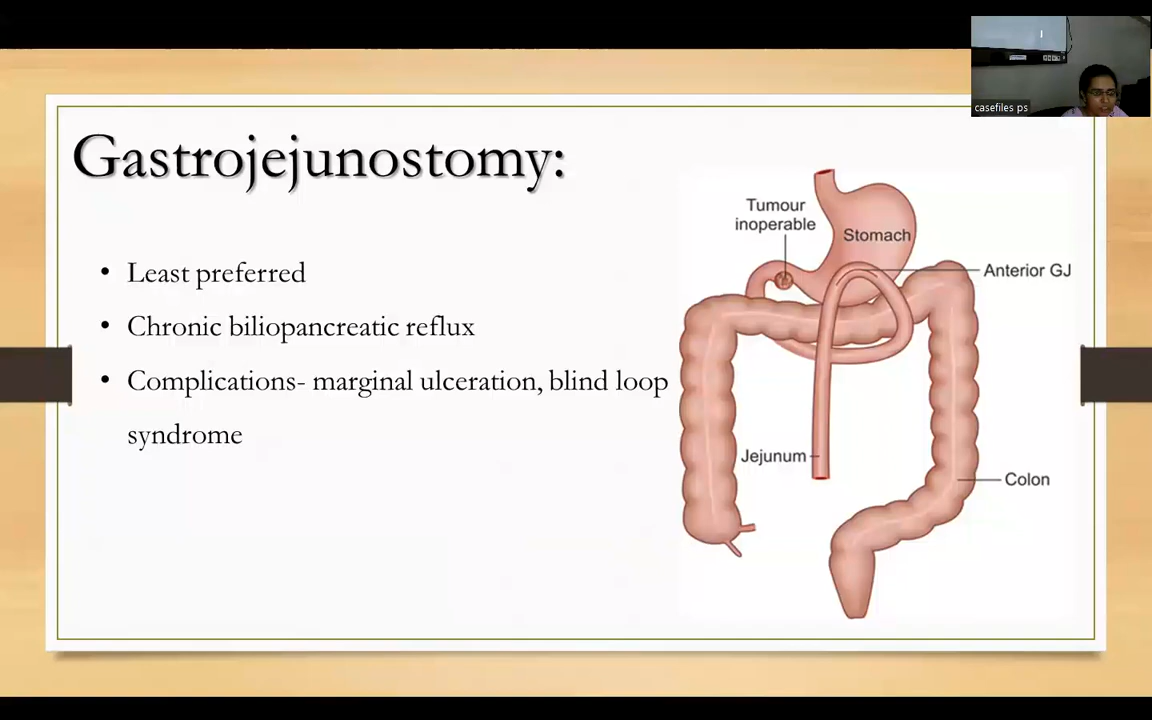 casefiles ps
Gastrojejunostomy:
• Least preferred
• Chronic biliopancreatic reflux
• Complications- marginal ulceration, blind loop
syndrome
Tumour
inoperable
Stomach
Anterior GJ
Jejunum
Colon